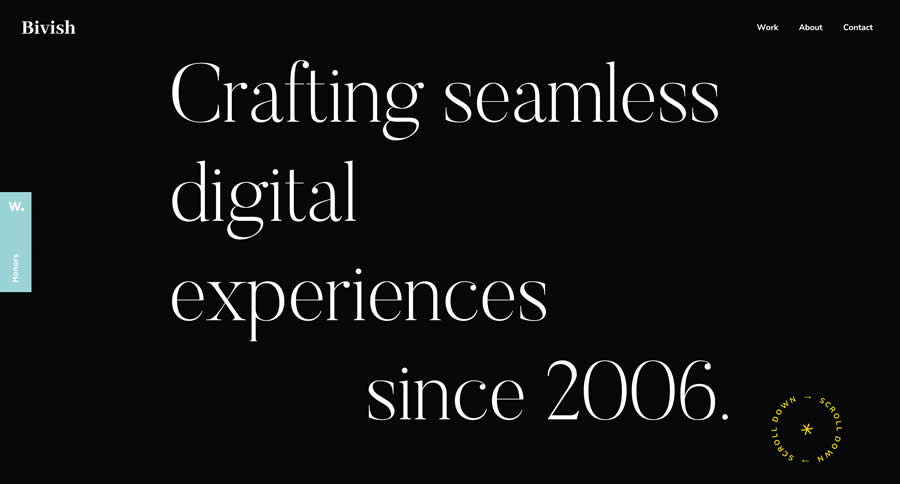 Bivish
Work
About
Contact
Crafting seamless
digital
experiences
since 2006.
W.
Honors
SCROLL DOWN → SCROLL DOWN →